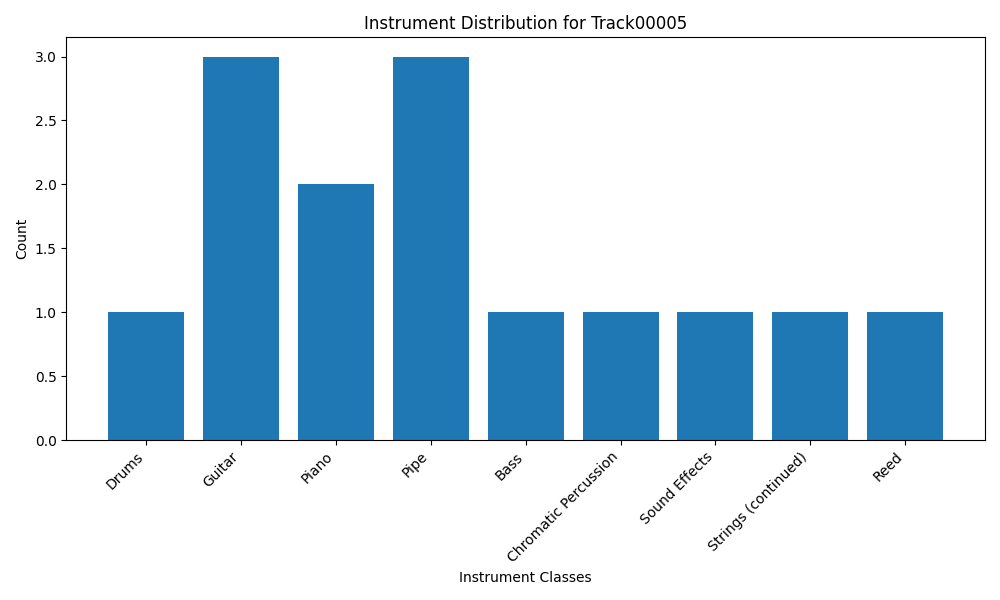 Instrument Distribution for Track00005
Count
3.0
2.5
2.0
1.5
1.0
0.5
0.0
Drums
Guitar
Piano
Pipe
Bass
Chromatic Percussion
Sound Effects
Strings (continued)
Reed
Instrument Classes